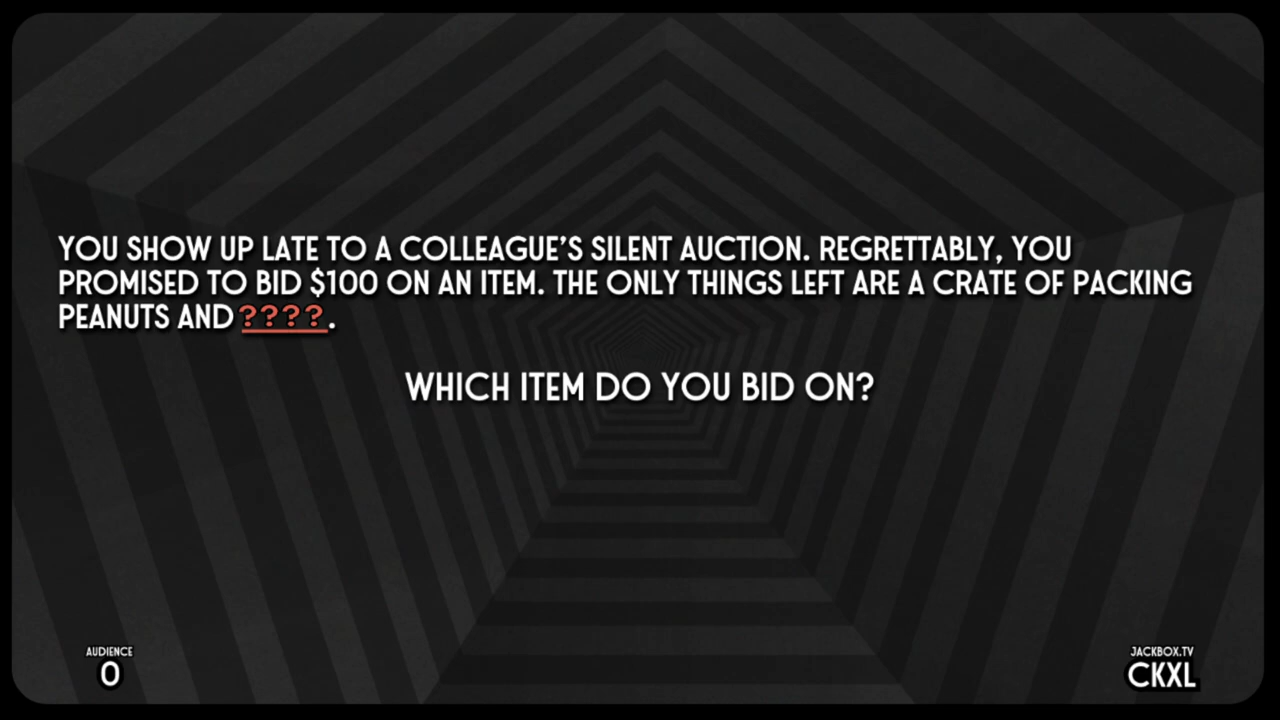 YOU SHOW UP LATE TO A COLLEAGUE'S SILENT AUCTION. REGRETTABLY, YOU
PROMISED TO BID $100 ON AN ITEM. THE ONLY THINGS LEFT ARE A CRATE OF PACKING
PEANUTS AND ????.
WHICH ITEM DO YOU BID ON?
AUDIENCE
0
JACKBOX.TV
CKXL